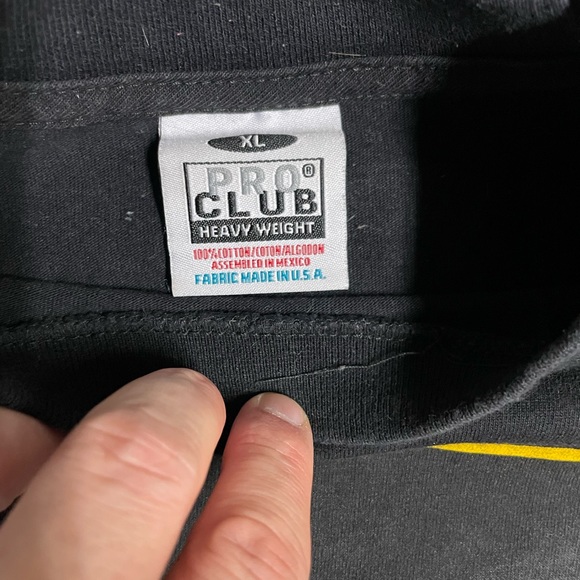 XL
PRO®
CLUB
HEAVY WEIGHT
100%COTTON/COTON/ALGODON
ASSEMBLED IN MEXICO
FABRIC MADE IN U.S.A.